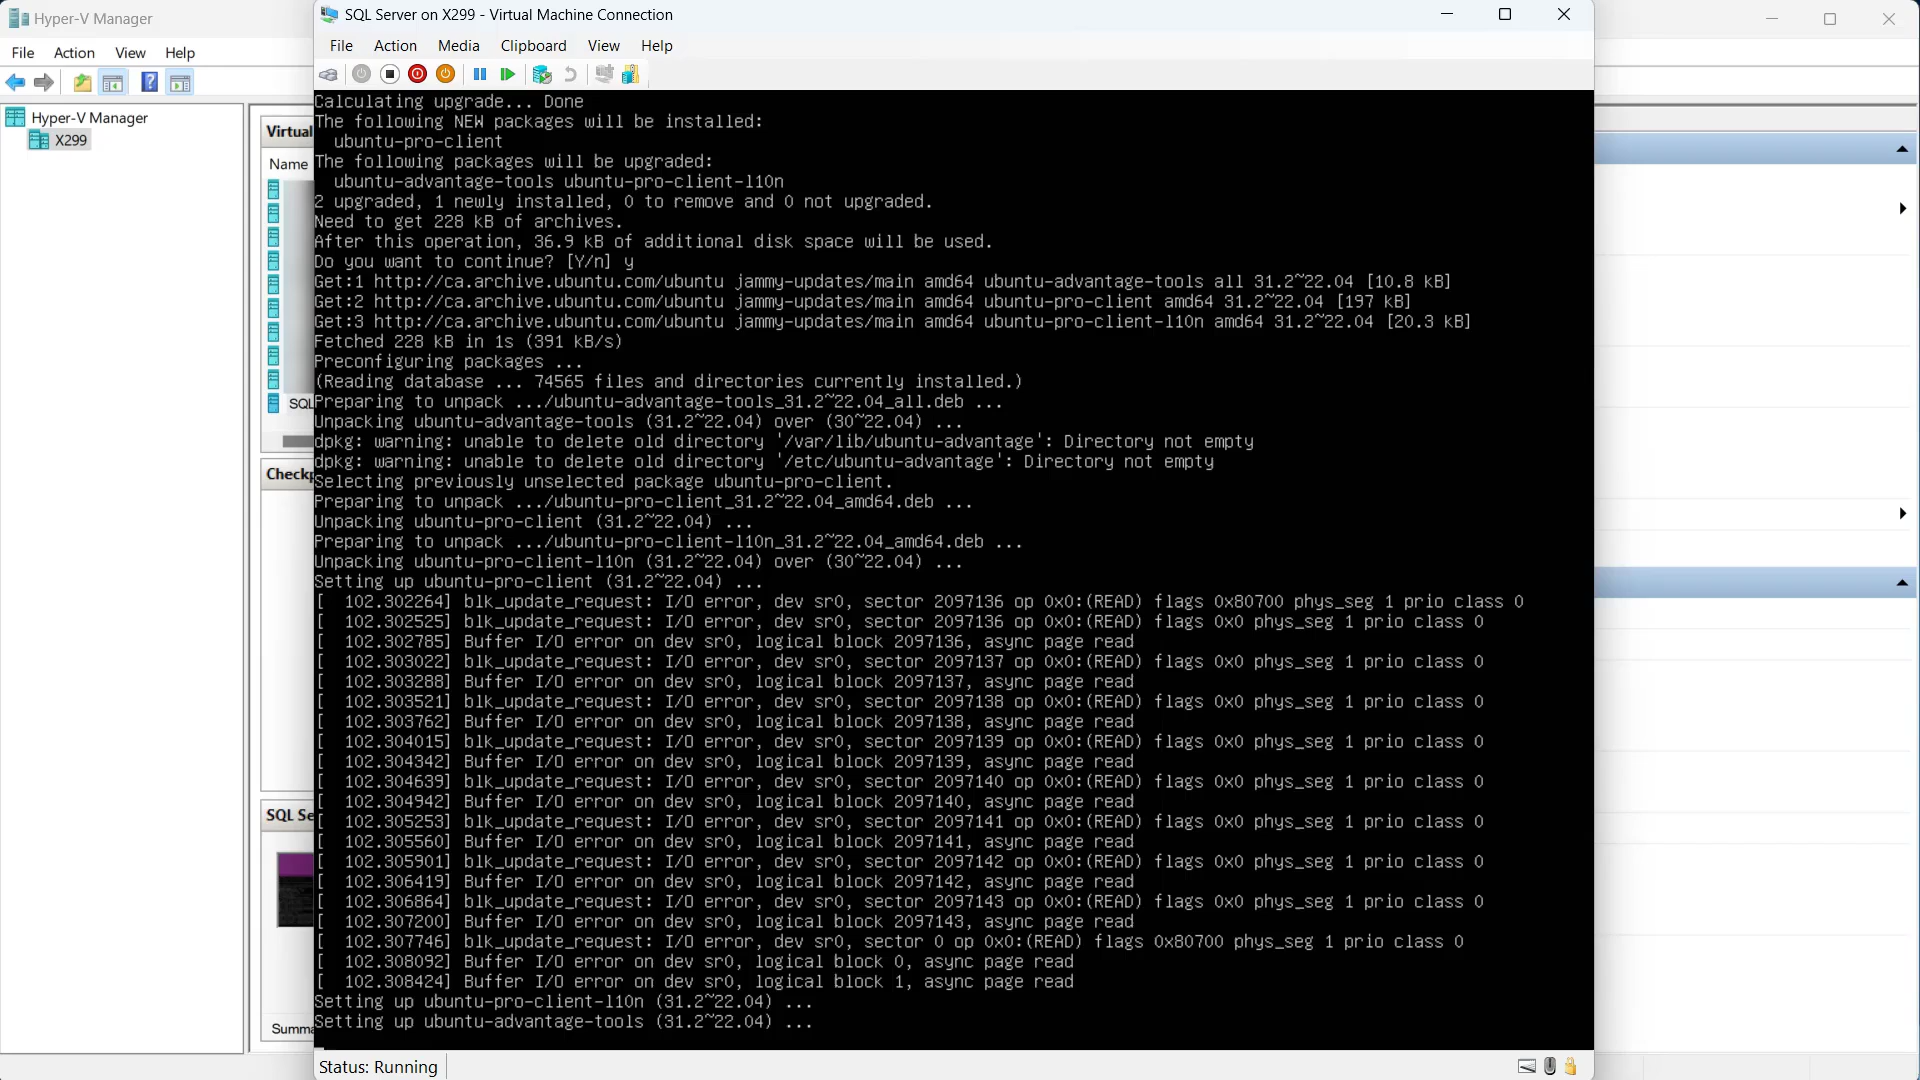 Hyper-V Manager
File Action View Help
Hyper-V Manager
X299
Virtual
Name
SQL
Checkp
SQL Se
Summa
SQL Server on X299 - Virtual Machine Connection
File Action Media Clipboard View Help
Calculating upgrade... Done
The following NEW packages will be installed:
ubuntu-pro-client
The following packages will be upgraded:
ubuntu-advantage-tools ubuntu-pro-client-l10n
2 upgraded, 1 newly installed, 0 to remove and 0 not upgraded.
Need to get 228 kB of archives.
After this operation, 36.9 kB of additional disk space will be used.
Do you want to continue? [Y/n] y
Get:1 http://ca.archive.ubuntu.com/ubuntu jammy-updates/main amd64 ubuntu-advantage-tools all 31.2~22.04 [10.8 kB]
Get:2 http://ca.archive.ubuntu.com/ubuntu jammy-updates/main amd64 ubuntu-pro-client amd64 31.2~22.04 [197 kB]
Get:3 http://ca.archive.ubuntu.com/ubuntu jammy-updates/main amd64 ubuntu-pro-client-l10n amd64 31.2~22.04 [20.3 kB]
Fetched 228 kB in 1s (391 kB/s)
Preconfiguring packages ...
(Reading database ... 74565 files and directories currently installed.)
Preparing to unpack .../ubuntu-advantage-tools_31.2~22.04_all.deb ...
Unpacking ubuntu-advantage-tools (31.2~22.04) over (30~22.04) ...
dpkg: warning: unable to delete old directory '/var/lib/ubuntu-advantage': Directory not empty
dpkg: warning: unable to delete old directory '/etc/ubuntu-advantage': Directory not empty
Selecting previously unselected package ubuntu-pro-client.
Preparing to unpack .../ubuntu-pro-client_31.2~22.04_amd64.deb ...
Unpacking ubuntu-pro-client (31.2~22.04) ...
Preparing to unpack .../ubuntu-pro-client-l10n_31.2~22.04_amd64.deb ...
Unpacking ubuntu-pro-client-l10n (31.2~22.04) over (30~22.04) ...
Setting up ubuntu-pro-client (31.2~22.04) ...
[  102.302264] blk_update_request: I/O error, dev sr0, sector 2097136 op 0x0:(READ) flags 0x80700 phys_seg 1 prio class 0
[  102.302525] blk_update_request: I/O error, dev sr0, sector 2097136 op 0x0:(READ) flags 0x0 phys_seg 1 prio class 0
[  102.302785] Buffer I/O error on dev sr0, logical block 2097136, async page read
[  102.303022] blk_update_request: I/O error, dev sr0, sector 2097137 op 0x0:(READ) flags 0x0 phys_seg 1 prio class 0
[  102.303288] Buffer I/O error on dev sr0, logical block 2097137, async page read
[  102.303521] blk_update_request: I/O error, dev sr0, sector 2097138 op 0x0:(READ) flags 0x0 phys_seg 1 prio class 0
[  102.303762] Buffer I/O error on dev sr0, logical block 2097138, async page read
[  102.304015] blk_update_request: I/O error, dev sr0, sector 2097139 op 0x0:(READ) flags 0x0 phys_seg 1 prio class 0
[  102.304342] Buffer I/O error on dev sr0, logical block 2097139, async page read
[  102.304639] blk_update_request: I/O error, dev sr0, sector 2097140 op 0x0:(READ) flags 0x0 phys_seg 1 prio class 0
[  102.304942] Buffer I/O error on dev sr0, logical block 2097140, async page read
[  102.305253] blk_update_request: I/O error, dev sr0, sector 2097141 op 0x0:(READ) flags 0x0 phys_seg 1 prio class 0
[  102.305560] Buffer I/O error on dev sr0, logical block 2097141, async page read
[  102.305901] blk_update_request: I/O error, dev sr0, sector 2097142 op 0x0:(READ) flags 0x0 phys_seg 1 prio class 0
[  102.306419] Buffer I/O error on dev sr0, logical block 2097142, async page read
[  102.306864] blk_update_request: I/O error, dev sr0, sector 2097143 op 0x0:(READ) flags 0x0 phys_seg 1 prio class 0
[  102.307200] Buffer I/O error on dev sr0, logical block 2097143, async page read
[  102.307746] blk_update_request: I/O error, dev sr0, sector 0 op 0x0:(READ) flags 0x80700 phys_seg 1 prio class 0
[  102.308092] Buffer I/O error on dev sr0, logical block 0, async page read
[  102.308424] Buffer I/O error on dev sr0, logical block 1, async page read
Setting up ubuntu-pro-client-l10n (31.2~22.04) ...
Setting up ubuntu-advantage-tools (31.2~22.04) ...
Status: Running